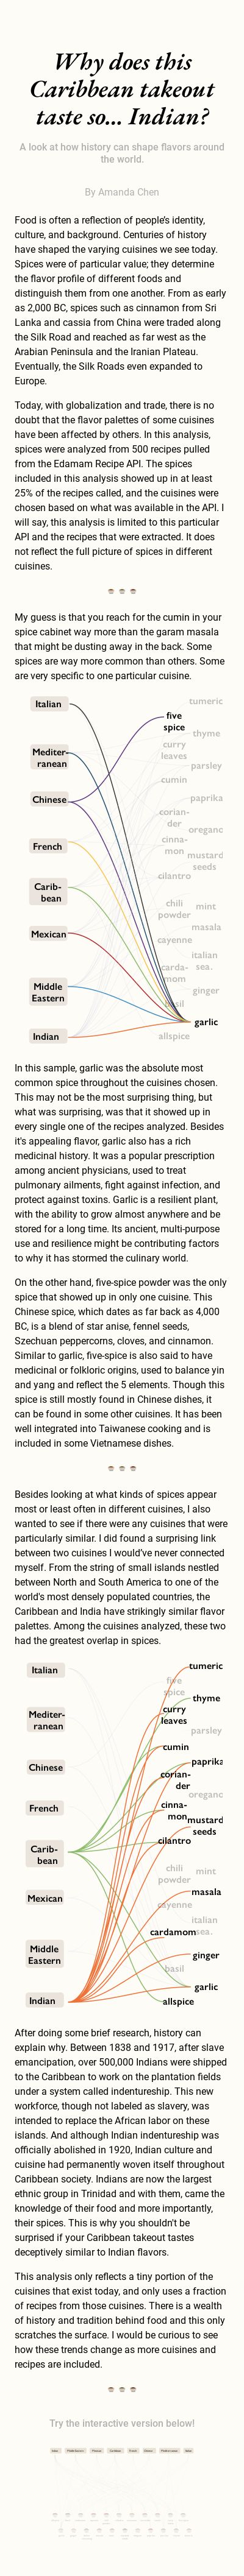 Why does this
Caribbean takeout
taste so... Indian?
A look at how history can shape flavors around
the world.
By Amanda Chen
Food is often a reflection of people's identity,
culture, and background. Centuries of history
have shaped the varying cuisines we see today.
Spices were of particular value; they determine
the flavor profile of different foods and
distinguish them from one another. From as early
as 2,000 BC, spices such as cinnamon from Sri
Lanka and cassia from China were traded along
the Silk Road and reached as far west as the
Arabian Peninsula and the Iranian Plateau.
Eventually, the Silk Roads even expanded to
Europe.
Today, with globalization and trade, there is no
doubt that the flavor palettes of some cuisines
have been affected by others. In this analysis,
spices were analyzed from 500 recipes pulled
from the Edamam Recipe API. The spices
included in this analysis showed up in at least
25% of the recipes called, and the cuisines were
chosen based on what was available in the API. I
will say, this analysis is limited to this particular
API and the recipes that were extracted. It does
not reflect the full picture of spices in different
cuisines.
My guess is that you reach for the cumin in your
spice cabinet way more than the garam masala
that might be dusting away in the back. Some
spices are way more common than others. Some
are very specific to one particular cuisine.
Italian
Mediter-
ranean
Chinese
French
Carib-
bean
Mexican
Middle
Eastern
Indian
tumeric
five
spice
thyme
curry
leaves
parsley
cumin
paprika
corian-
der
oregano
cinna-
mon
mustard
seeds
cilantro
chili
powder
mint
masala
cayenne
italian
sea.
carda-
mom
ginger
basil
garlic
allspice
In this sample, garlic was the absolute most
common spice throughout the cuisines chosen.
This may not be the most surprising thing, but
what was surprising, was that it showed up in
every single one of the recipes analyzed. Besides
it's appealing flavor, garlic also has a rich
medicinal history. It was a popular prescription
among ancient physicians, used to treat
pulmonary ailments, fight against infection, and
protect against toxins. Garlic is a resilient plant,
with the ability to grow almost anywhere and be
stored for a long time. Its ancient, multi-purpose
use and resilience might be contributing factors
to why it has stormed the culinary world.
On the other hand, five-spice powder was the only
spice that showed up in only one cuisine. This
Chinese spice, which dates as far back as 4,000
BC, is a blend of star anise, fennel seeds,
Szechuan peppercorns, cloves, and cinnamon.
Similar to garlic, five-spice is also said to have
medicinal or folkloric origins, used to balance yin
and yang and reflect the 5 elements. Though this
spice is still mostly found in Chinese dishes, it
can be found in some other cuisines. It has been
well integrated into Taiwanese cooking and is
included in some Vietnamese dishes.
Besides looking at what kinds of spices appear
most or least often in different cuisines, I also
wanted to see if there were any cuisines that were
particularly similar. I did found a surprising link
between two cuisines I would've never connected
myself. From the string of small islands nestled
between North and South America to one of the
world's most densely populated countries, the
Caribbean and India have strikingly similar flavor
palettes. Among the cuisines analyzed, these two
had the greatest overlap in spices.
Italian
Mediter-
ranean
Chinese
French
Carib-
bean
Mexican
Middle
Eastern
Indian
tumeric
five
spice
thyme
curry
leaves
parsley
cumin
paprika
corian-
der
oregano
cinna-
mon
mustard
seeds
cilantro
chili
powder
mint
masala
cayenne
italian
sea.
cardamom
ginger
basil
garlic
allspice
After doing some brief research, history can
explain why. Between 1838 and 1917, after slave
emancipation, over 500,000 Indians were shipped
to the Caribbean to work on the plantation fields
under a system called indentureship. This new
workforce, though not labeled as slavery, was
intended to replace the African labor on these
islands. And although Indian indentureship was
officially abolished in 1920, Indian culture and
cuisine had permanently woven itself throughout
Caribbean society. Indians are now the largest
ethnic group in Trinidad and with them, came the
knowledge of their food and more importantly,
their spices. This is why you shouldn't be
surprised if your Caribbean takeout tastes
deceptively similar to Indian flavors.
This analysis only reflects a tiny portion of the
cuisines that exist today, and only uses a fraction
of recipes from those cuisines. There is a wealth
of history and tradition behind food and this only
scratches the surface. I would be curious to see
how these trends change as more cuisines and
recipes are included.
Try the interactive version below!